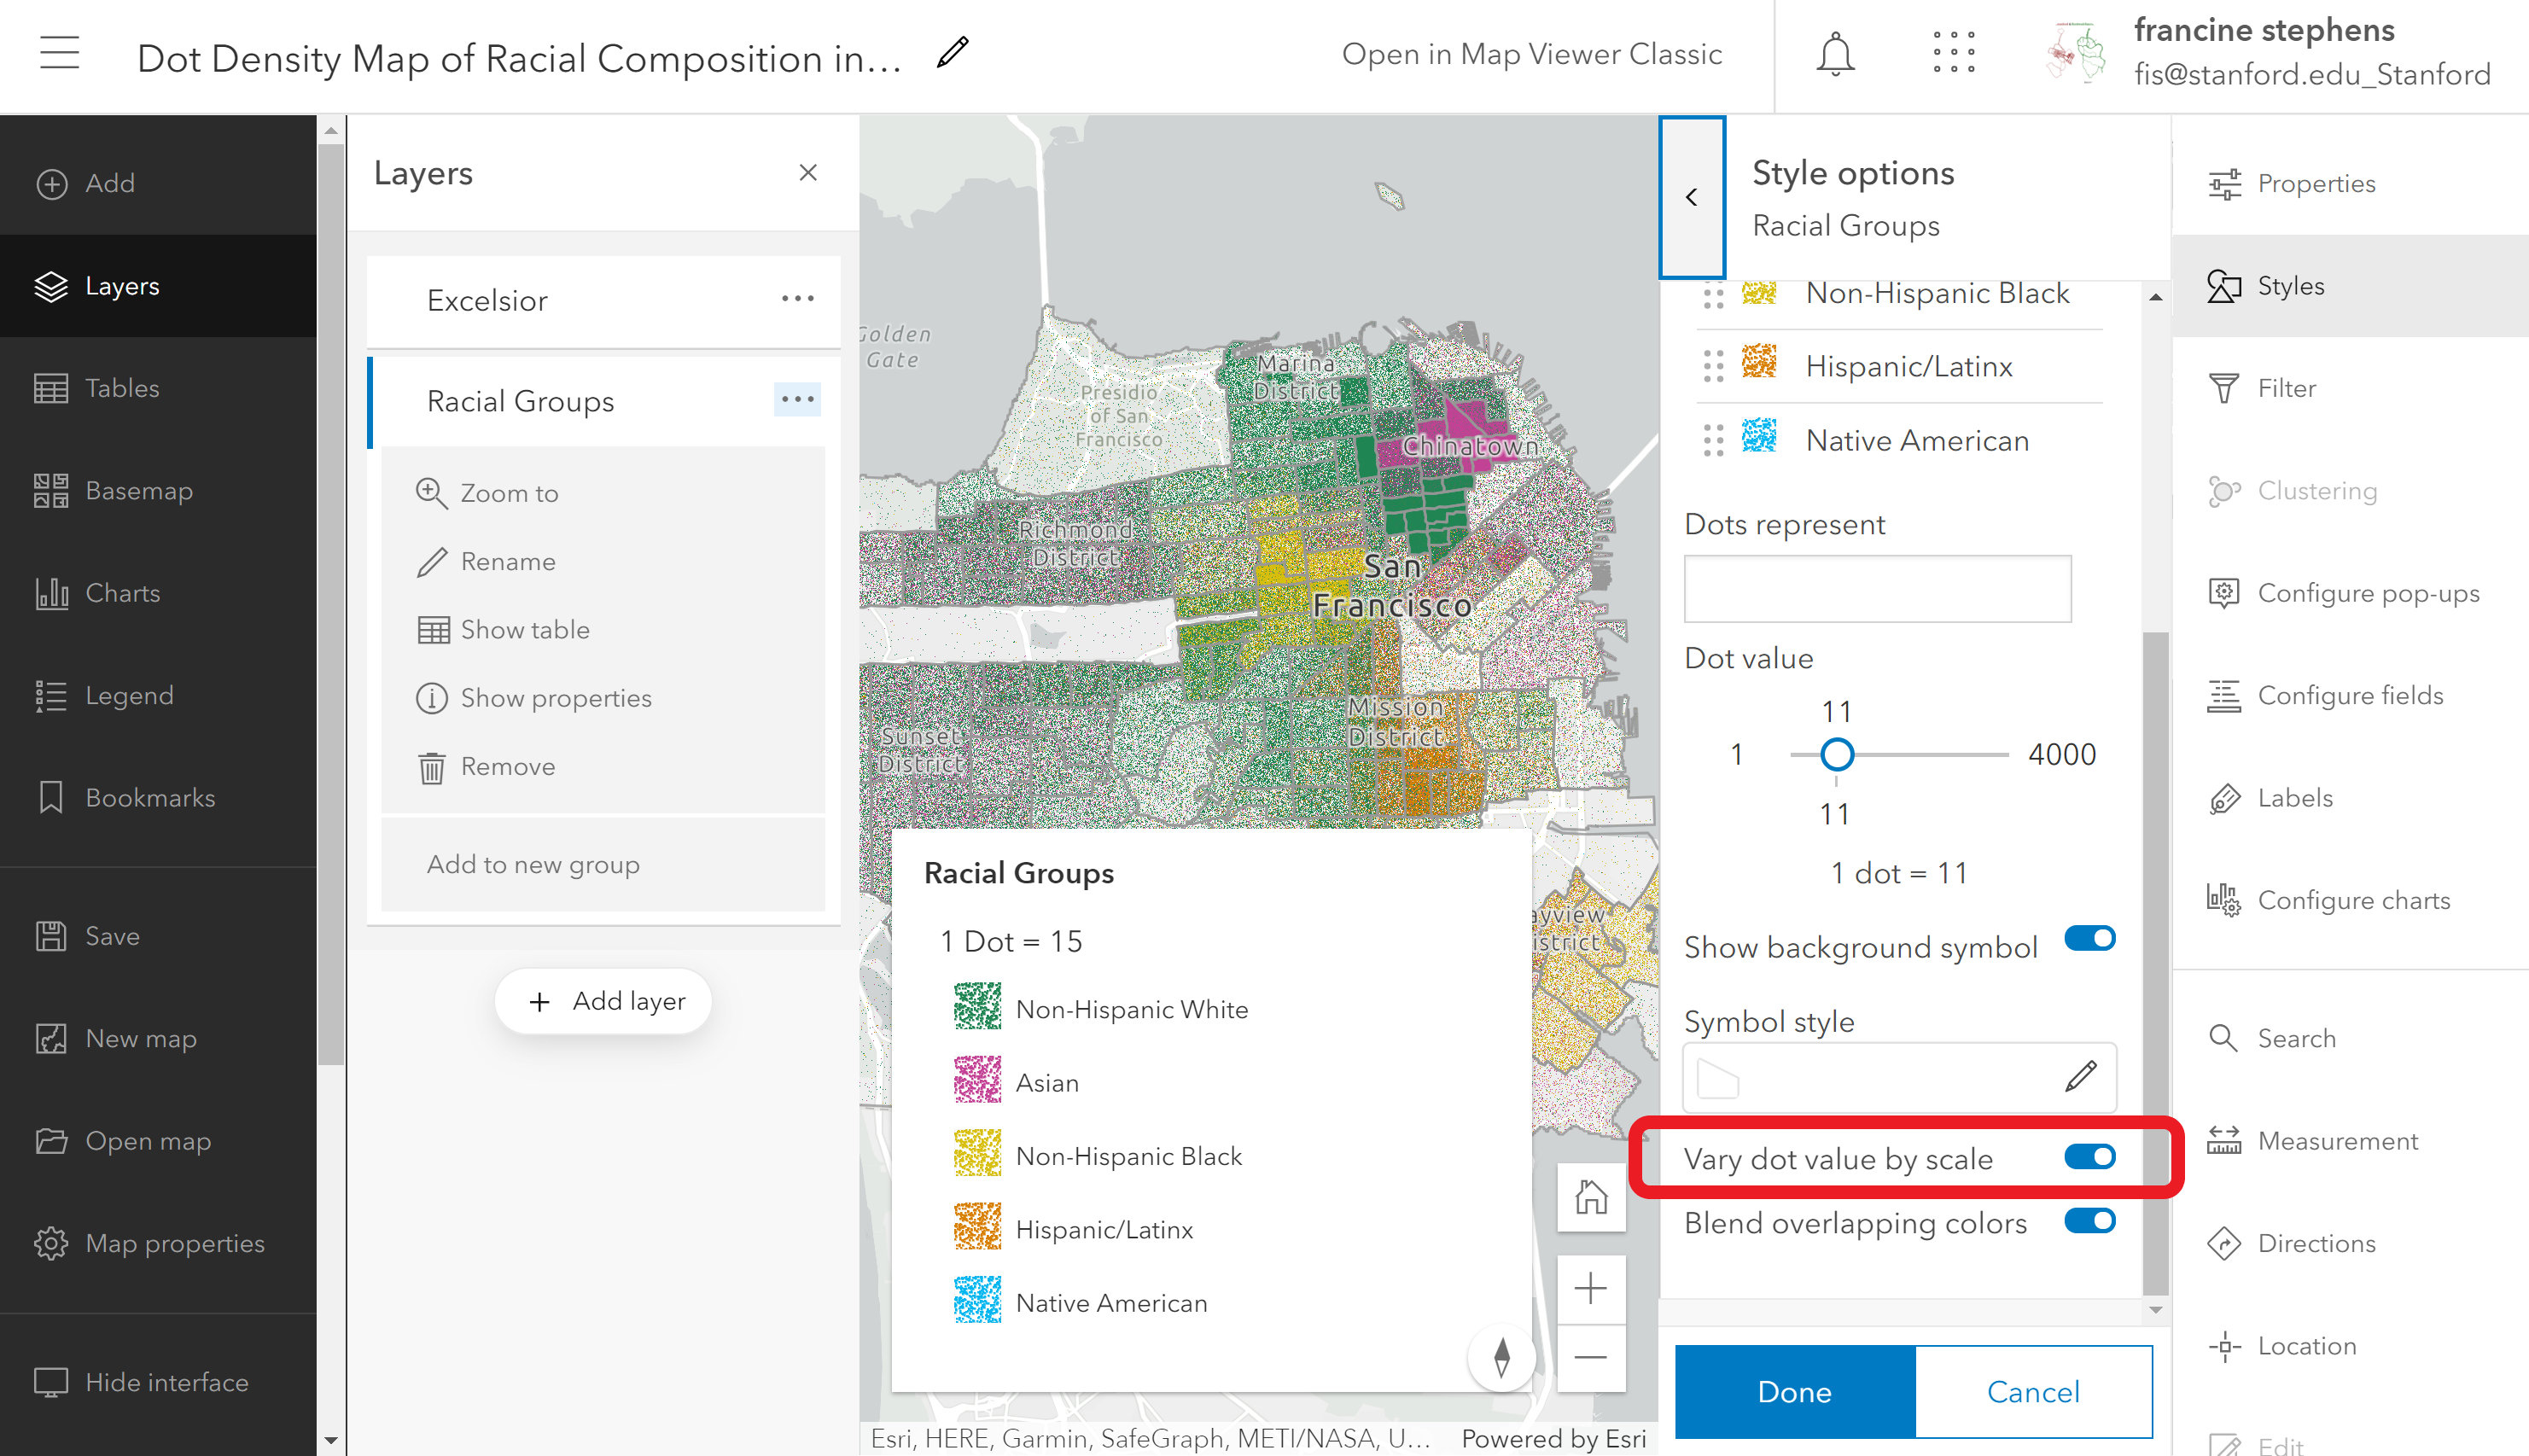 Dot Density Map of Racial Composition in...
Open in Map Viewer Classic
francine stephens
fis@stanford.edu_Stanford
Add
Layers
Tables
Basemap
Charts
Legend
Bookmarks
Save
New map
Open map
Map properties
Hide interface
Layers
Excelsior
Racial Groups
Zoom to
Rename
Show table
Show properties
Remove
Add to new group
Add layer
Golden
Gate
Presidio
of San
Francisco
Marina
District
Chinatown
Richmond
District
San
Francisco
Mission
District
Sunset
District
ayview
istrict
Racial Groups
1 Dot = 15
Non-Hispanic White
Asian
Non-Hispanic Black
Hispanic/Latinx
Native American
Esri, HERE, Garmin, SafeGraph, METI/NASA, U...
Powered by Esri
Style options
Racial Groups
Non-Hispanic Black
Hispanic/Latinx
Native American
Dots represent
Dot value
11
1
4000
11
1 dot = 11
Show background symbol
Symbol style
Vary dot value by scale
Blend overlapping colors
Done
Cancel
Properties
Styles
Filter
Clustering
Configure pop-ups
Configure fields
Labels
Configure charts
Search
Measurement
Directions
Location
Edit